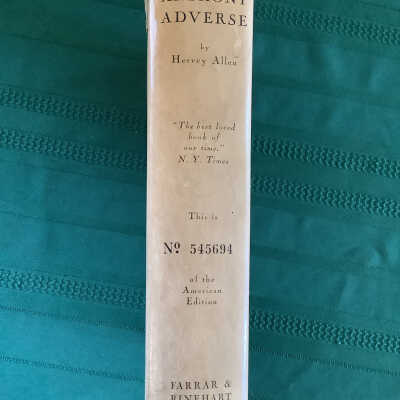 ANTHONY
ADVERSE
by
Hervey Allen
"The best loved
book of
our time."
N. Y. Times
This is
Nº 545694
of the
American
Edition
FARRAR &
RINEHART